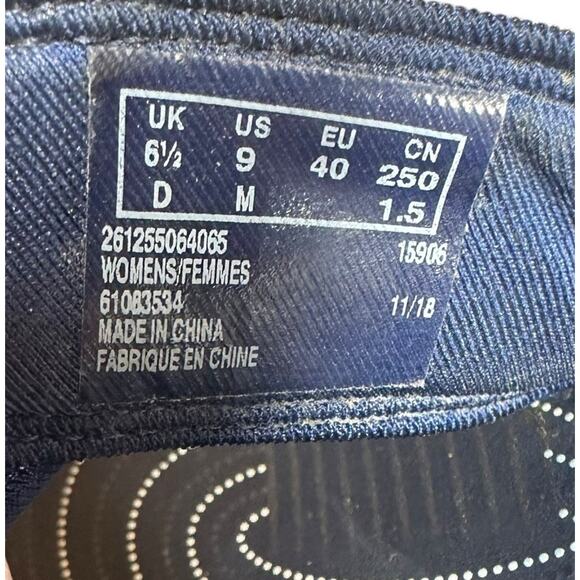 UK US EU CN
6½ 9 40 250
D M 1.5
261255064065 15906
WOMENS/FEMMES
61083534 11/18
MADE IN CHINA
FABRIQUE EN CHINE